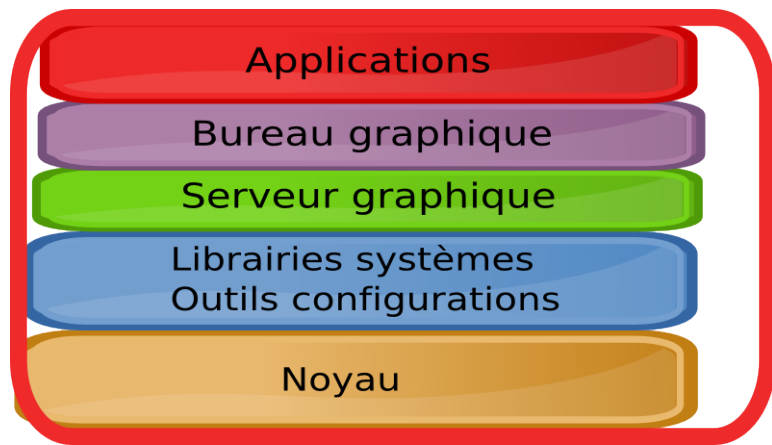 Applications
Bureau graphique
Serveur graphique
Librairies systèmes
Outils configurations
Noyau